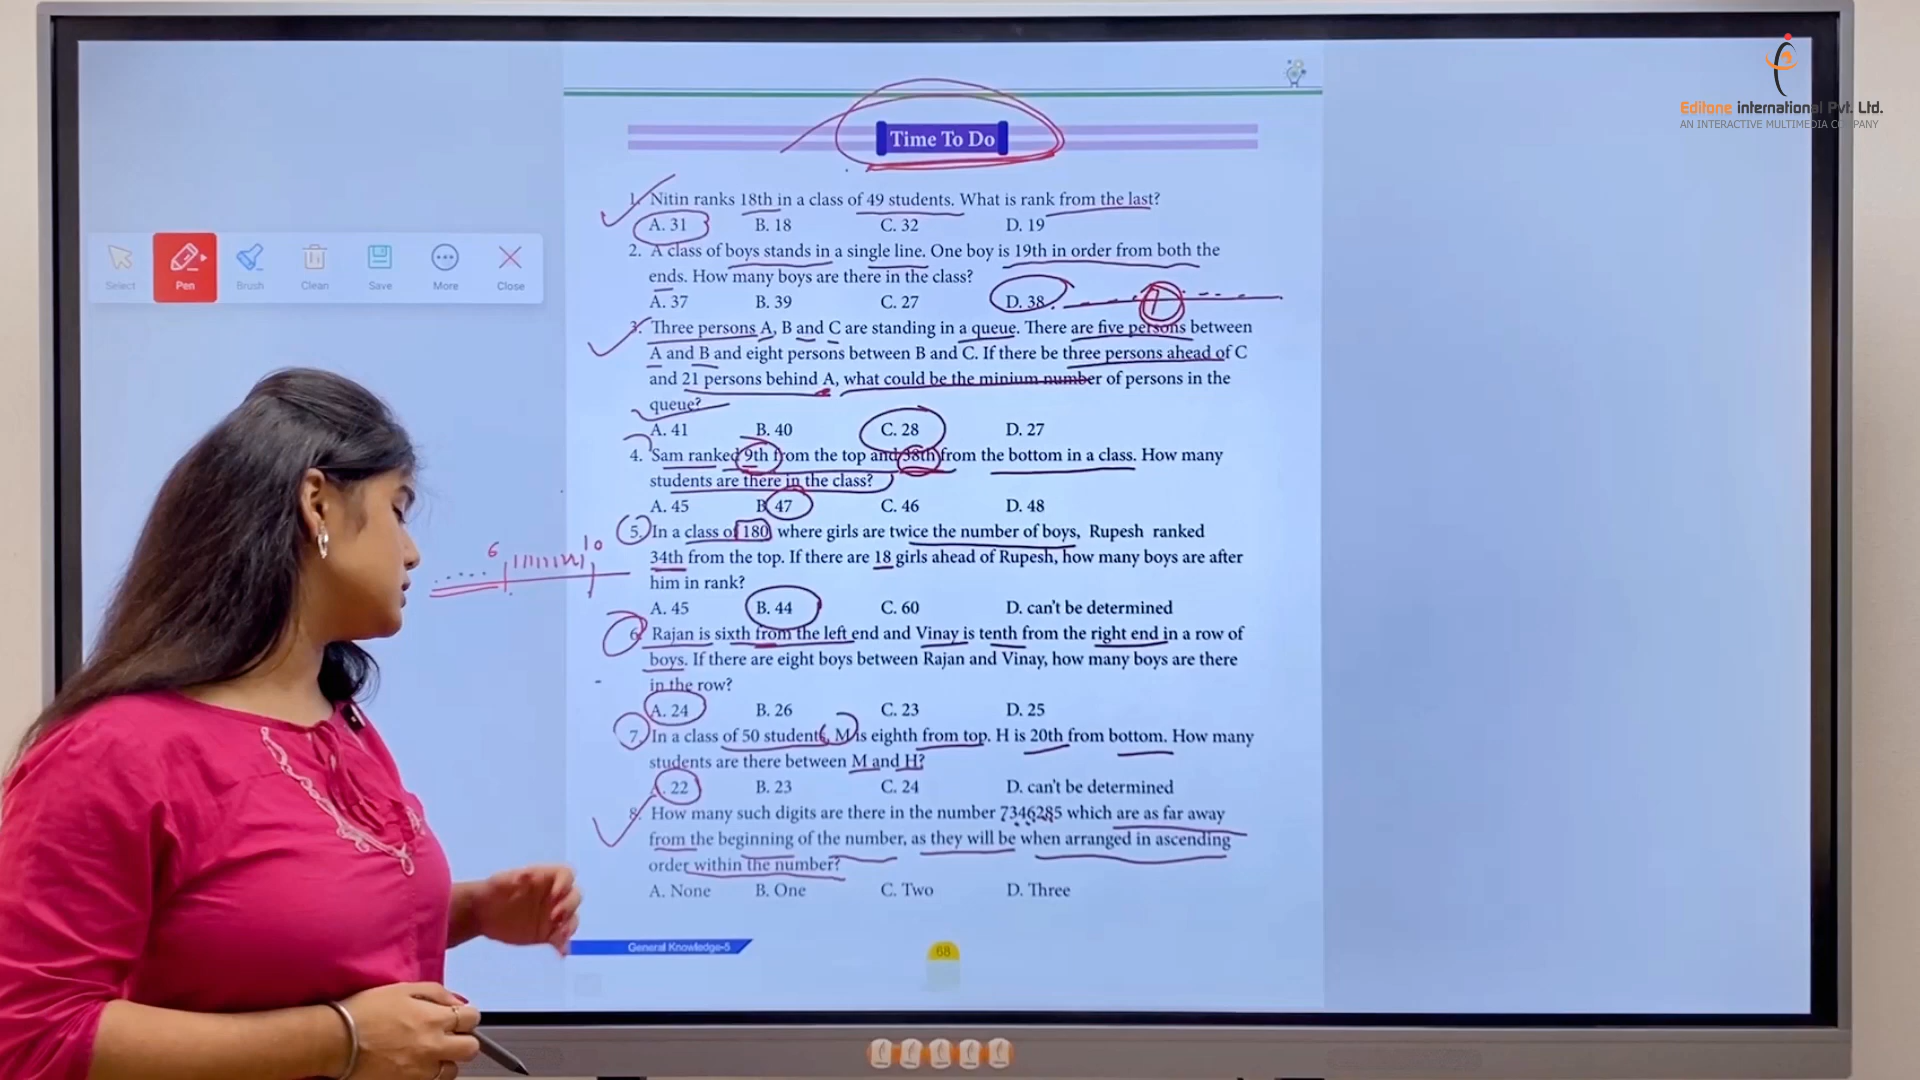 Editone international Pvt. Ltd.
AN INTERACTIVE MULTIMEDIA COMPANY
Time To Do
1. Nitin ranks 18th in a class of 49 students. What is rank from the last?
A. 31 B. 18 C. 32 D. 19
2. A class of boys stands in a single line. One boy is 19th in order from both the
ends. How many boys are there in the class?
A. 37 B. 39 C. 27 D. 38
3. Three persons A, B and C are standing in a queue. There are five persons between
A and B and eight persons between B and C. If there be three persons ahead of C
and 21 persons behind A, what could be the minium number of persons in the
queue?
A. 41 B. 40 C. 28 D. 27
4. Sam ranked 9th from the top and 38th from the bottom in a class. How many
students are there in the class?
A. 45 B 47 C. 46 D. 48
5. In a class of 180 where girls are twice the number of boys, Rupesh ranked
34th from the top. If there are 18 girls ahead of Rupesh, how many boys are after
him in rank?
A. 45 B. 44 C. 60 D. can't be determined
6. Rajan is sixth from the left end and Vinay is tenth from the right end in a row of
boys. If there are eight boys between Rajan and Vinay, how many boys are there
in the row?
A. 24 B. 26 C. 23 D. 25
7. In a class of 50 students, M is eighth from top. H is 20th from bottom. How many
students are there between M and H?
. 22 B. 23 C. 24 D. can't be determined
8. How many such digits are there in the number 7346285 which are as far away
from the beginning of the number, as they will be when arranged in ascending
order within the number?
A. None B. One C. Two D. Three
General Knowledge-5
68
Select Pen Brush Clean Save More Close
6 10